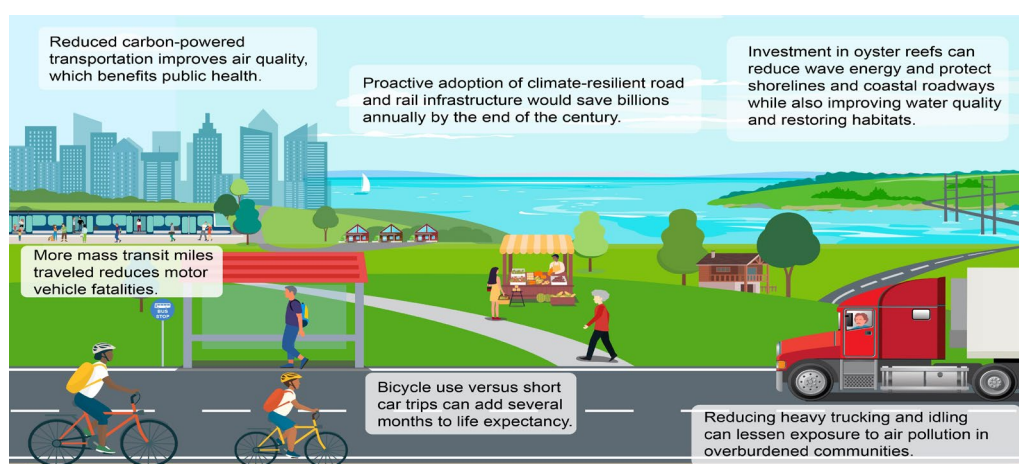 Reduced carbon-powered
transportation improves air quality,
which benefits public health.
Proactive adoption of climate-resilient road
and rail infrastructure would save billions
annually by the end of the century.
Investment in oyster reefs can
reduce wave energy and protect
shorelines and coastal roadways
while also improving water quality
and restoring habitats.
More mass transit miles
traveled reduces motor
vehicle fatalities.
BUS
STOP
Bicycle use versus short
car trips can add several
months to life expectancy.
Reducing heavy trucking and idling
can lessen exposure to air pollution in
overburdened communities.